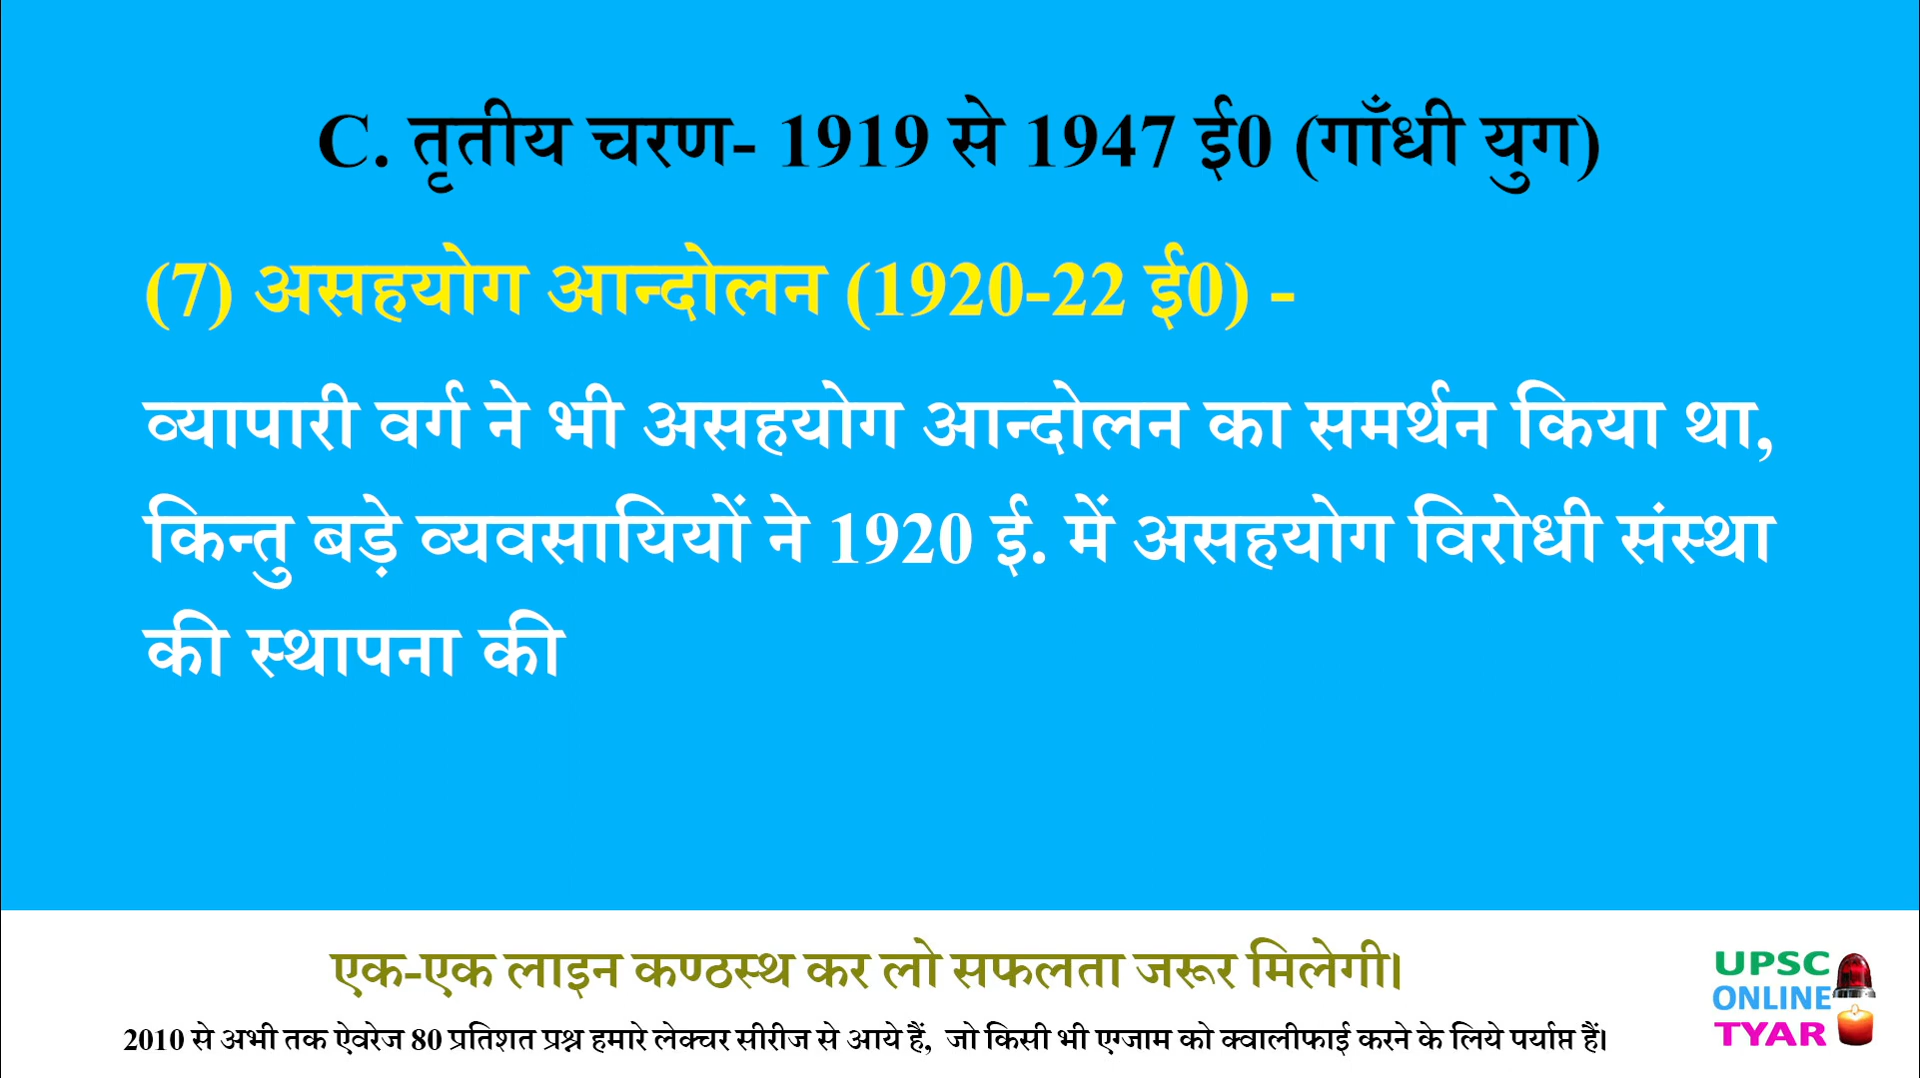 C. तृतीय चरण- 1919 से 1947 ई0 (गाँधी युग)
(7) असहयोग आन्दोलन (1920-22 ई0) -
व्यापारी वर्ग ने भी असहयोग आन्दोलन का समर्थन किया था,
किन्तु बड़े व्यवसायियों ने 1920 ई. में असहयोग विरोधी संस्था
की स्थापना की
एक-एक लाइन कण्ठस्थ कर लो सफलता जरूर मिलेगी।
2010 से अभी तक ऐवरेज 80 प्रतिशत प्रश्न हमारे लेक्चर सीरीज से आये हैं, जो किसी भी एग्जाम को क्वालीफाई करने के लिये पर्याप्त हैं।
UPSC
ONLINE
TYAR